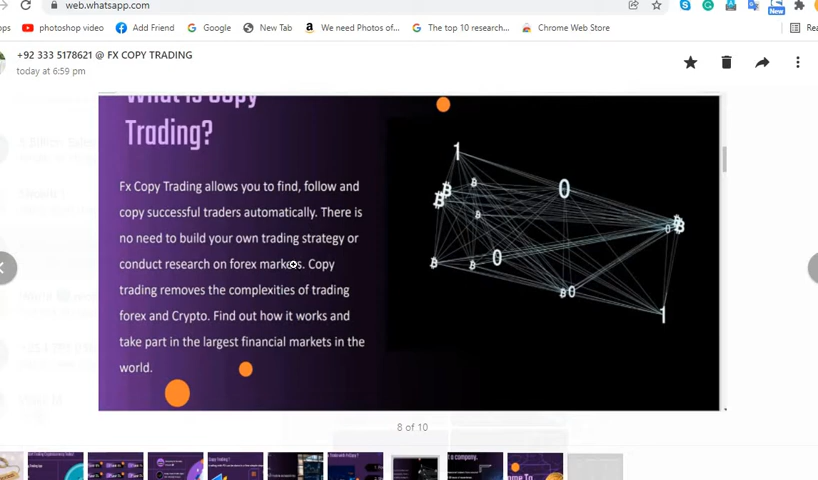 web.whatsapp.com
photoshop video
Add Friend
Google
New Tab
We Need Photos of...
The top 10 research...
Chrome Web Store
New
+92 333 5178621 @ FX COPY TRADING
today at 6:59 pm
What is Copy
Trading?
Fx Copy Trading allows you to find, follow and
copy successful traders automatically. There is
no need to build your own trading strategy or
conduct research on forex markets. Copy
trading removes the complexities of trading
forex and Crypto. Find out how it works and
take part in the largest financial markets in the
world.
1
0
0
0
0
1
8 of 10